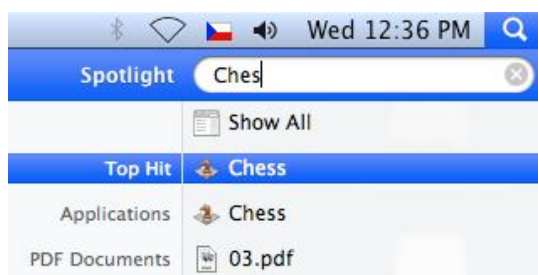 Wed 12:36 PM
Spotlight Ches
Show All
Top Hit Chess
Applications Chess
PDF Documents 03.pdf